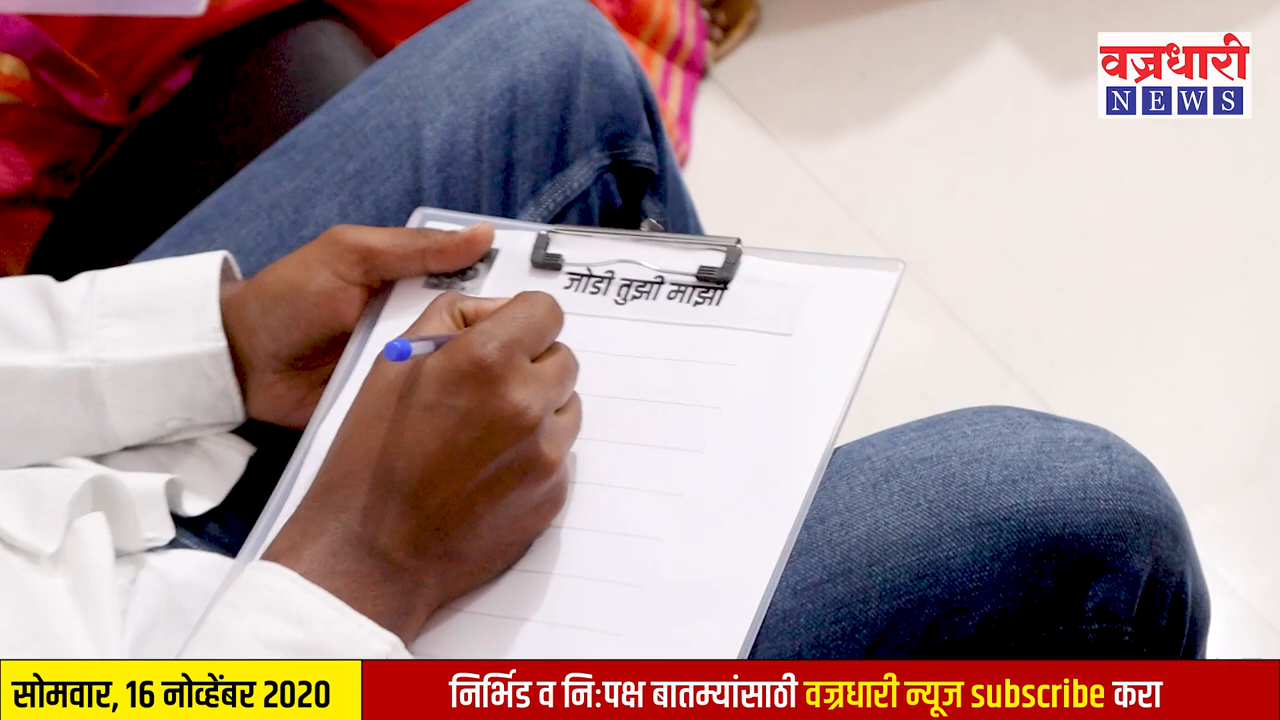 वज्रधारी
NEWS
जोडी तुझी माझी
सोमवार, 16 नोव्हेंबर 2020
निर्भिड व नि:पक्ष बातम्यांसाठी वज्रधारी न्यूज subscribe करा